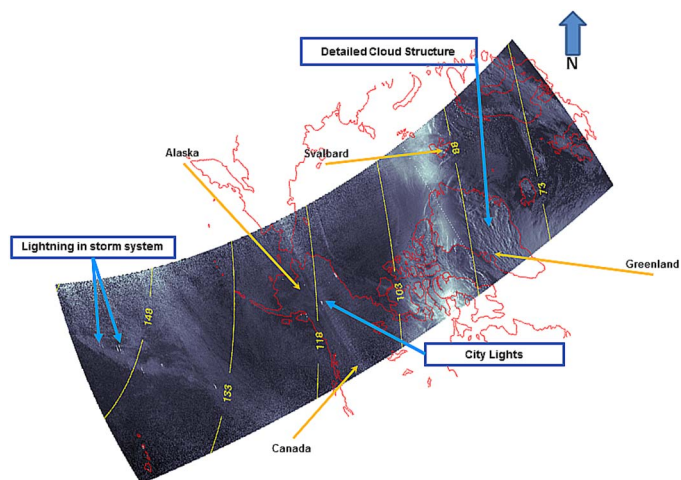 Detailed Cloud Structure
N
Alaska
Svalbard
88
73
Lightning in storm system
Greenland
148
103
118
City Lights
133
Canada